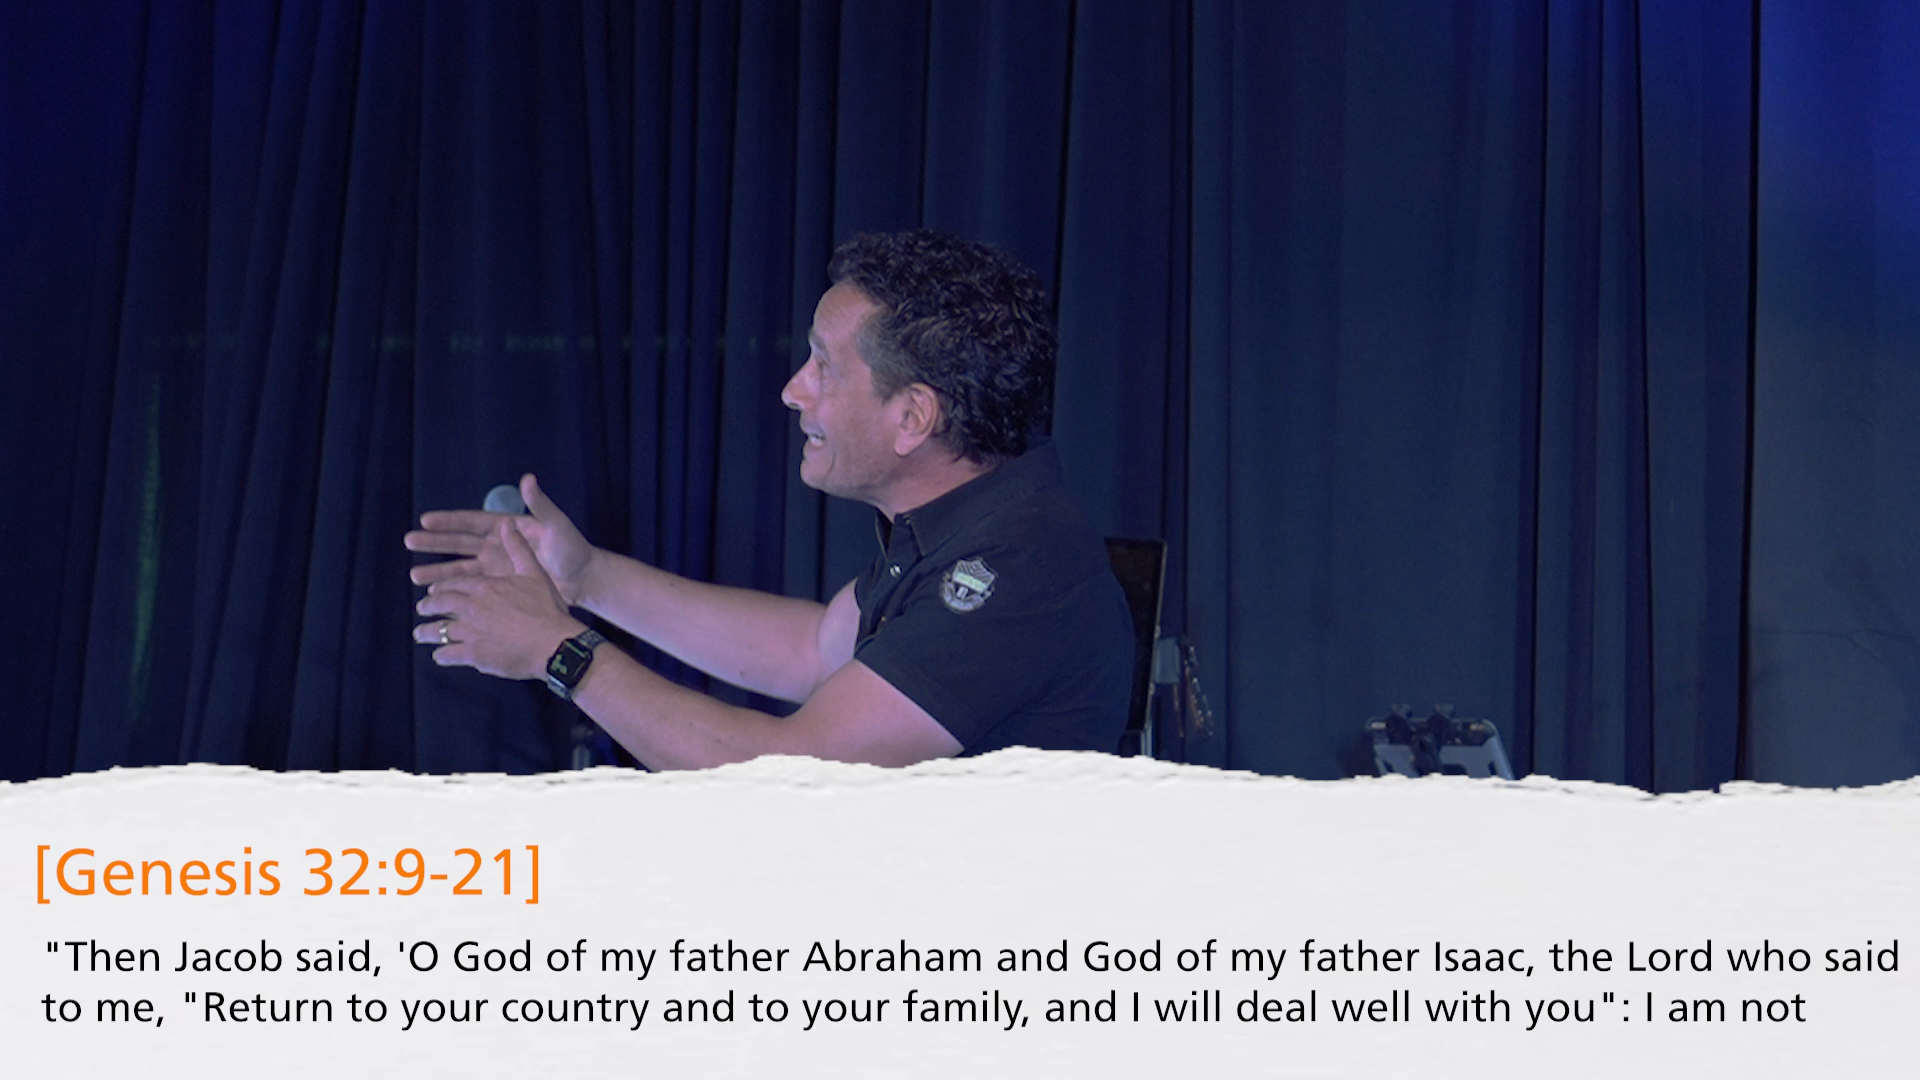 [Genesis 32:9-21]
"Then Jacob said, 'O God of my father Abraham and God of my father Isaac, the Lord who said
to me, "Return to your country and to your family, and I will deal well with you": I am not